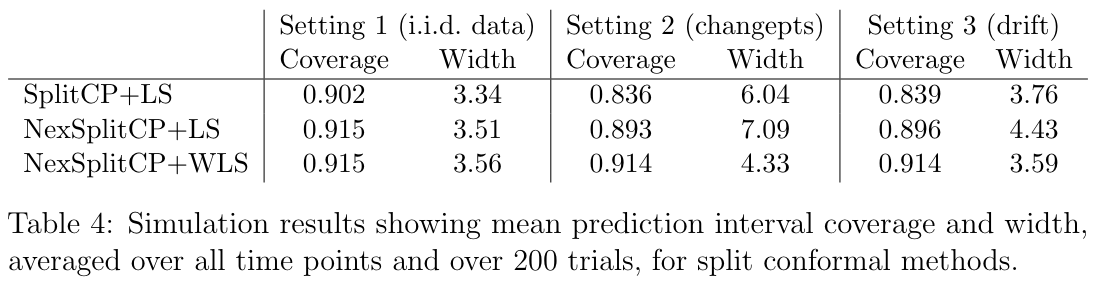 Setting 1 (i.i.d. data) Setting 2 (changepts) Setting 3 (drift)
Coverage Width Coverage Width Coverage Width
SplitCP+LS 0.902 3.34 0.836 6.04 0.839 3.76
NexSplitCP+LS 0.915 3.51 0.893 7.09 0.896 4.43
NexSplitCP+WLS 0.915 3.56 0.914 4.33 0.914 3.59
Table 4: Simulation results showing mean prediction interval coverage and width,
averaged over all time points and over 200 trials, for split conformal methods.